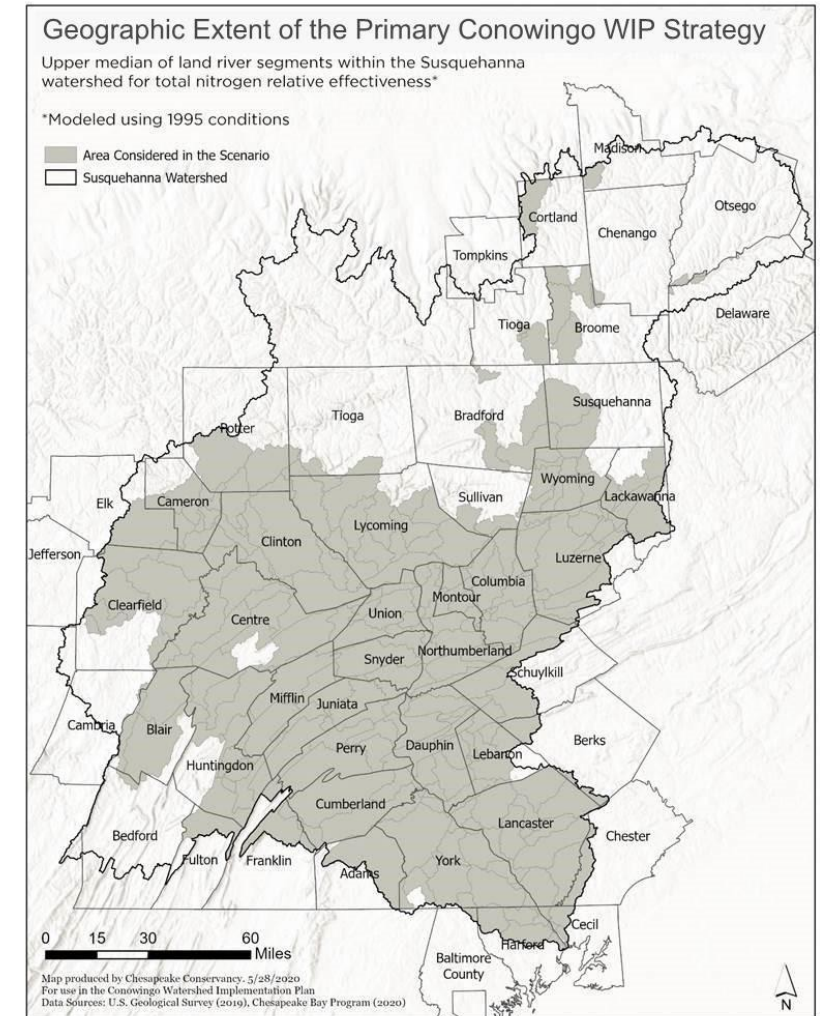 Geographic Extent of the Primary Conowingo WIP Strategy
Upper median of land river segments within the Susquehanna
watershed for total nitrogen relative effectiveness*
*Modeled using 1995 conditions
Area Considered in the Scenario
Susquehanna Watershed
Madison
Cortland
Otsego
Chenango
Tompkins
Tioga
Broome
Delaware
Potter
Tioga
Bradford
Susquehanna
Elk
Cameron
Sullivan
Wyoming
Lackawanna
Lycoming
Clinton
Jefferson
Luzerne
Columbia
Clearfield
Montour
Centre
Union
Northumberland
Snyder
Schuylkill
Mifflin
Juniata
Cambria
Blair
Perry
Dauphin
Berks
Lebanon
Huntingdon
Cumberland
Lancaster
Bedford
Chester
Fulton
Franklin
York
Adams
Cecil
Harford
Baltimore
County
0 15 30 60
Miles
Map produced by Chesapeake Conservancy. 5/28/2020
For use in the Conowingo Watershed Implementation Plan
Data Sources: U.S. Geological Survey (2019), Chesapeake Bay Program (2020)
N